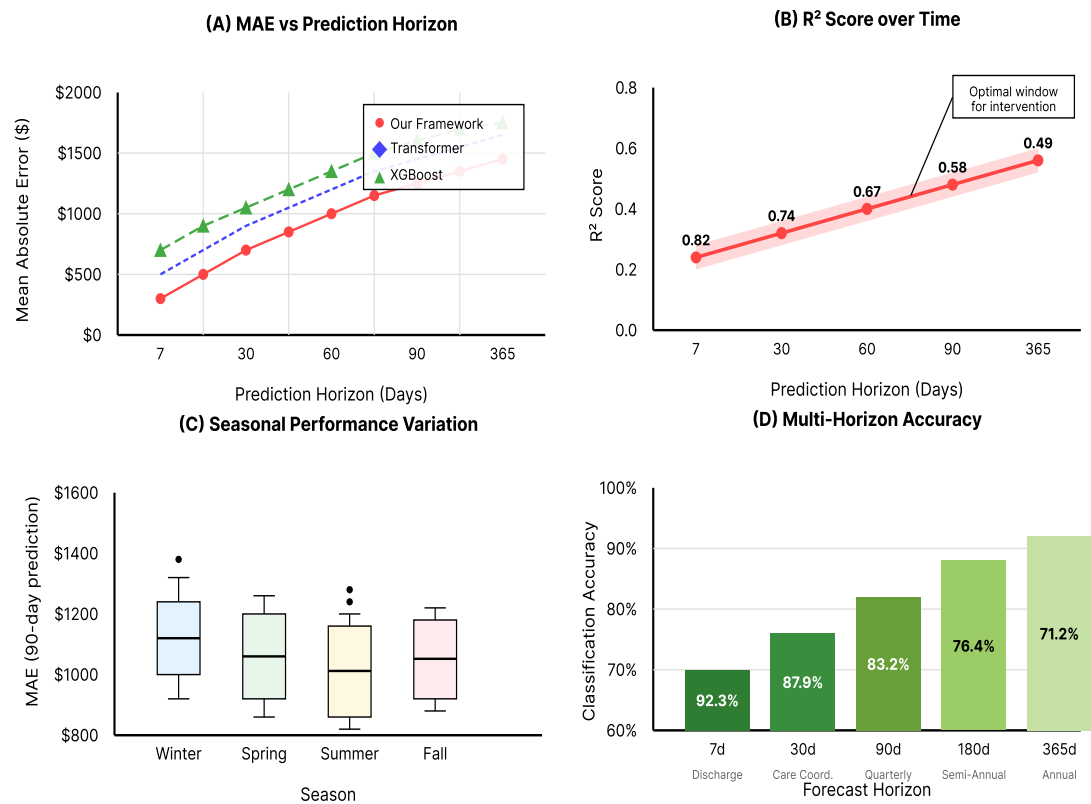 (A) MAE vs Prediction Horizon
Mean Absolute Error ($)
$2000
$1500
$1000
$500
$0
Our Framework
Transformer
XGBoost
7 30 60 90 365
Prediction Horizon (Days)
(B) R² Score over Time
R² Score
0.8
0.6
0.4
0.2
0.0
Optimal window
for intervention
0.82 0.74 0.67 0.58 0.49
7 30 60 90 365
Prediction Horizon (Days)
(C) Seasonal Performance Variation
MAE (90-day prediction)
$1600
$1400
$1200
$1000
$800
Winter Spring Summer Fall
Season
(D) Multi-Horizon Accuracy
Classification Accuracy
100%
90%
80%
70%
60%
92.3% 87.9% 83.2% 76.4% 71.2%
7d 30d 90d 180d 365d
Discharge Care Coord. Quarterly Semi-Annual Annual
Forecast Horizon